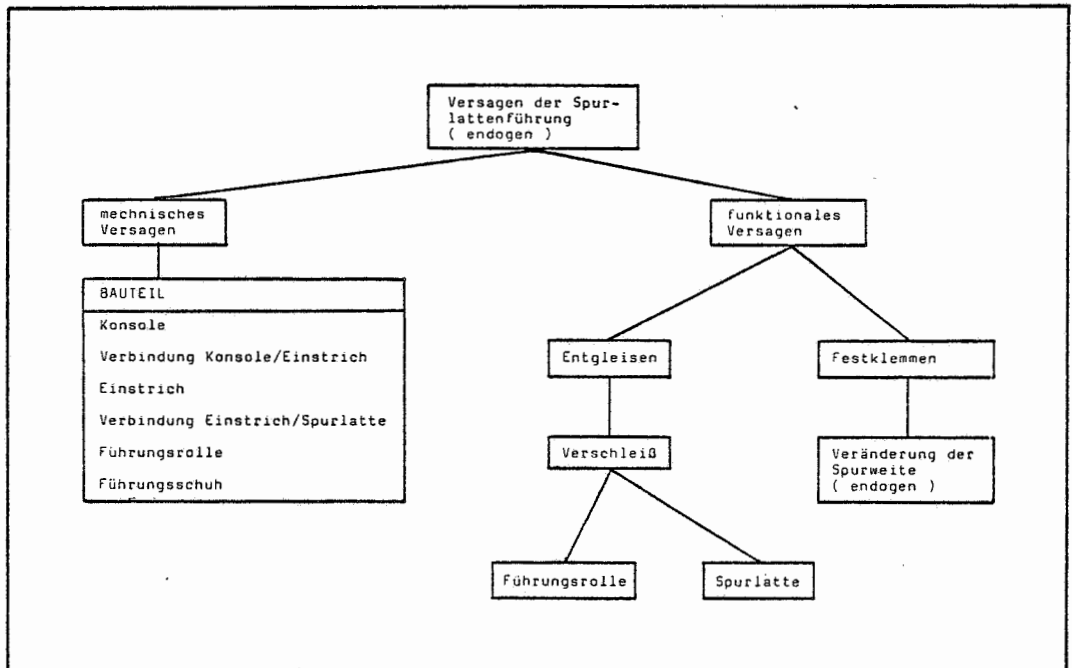 Versagen der Spur-
lattenführung
( endogen )
mechnisches
Versagen
funktionales
Versagen
BAUTEIL
Konsole
Verbindung Konsole/Einstrich
Einstrich
Verbindung Einstrich/Spurlatte
Führungsrolle
Führungsschuh
Entgleisen
Festklemmen
Verschleiß
Veränderung der
Spurweite
( endogen )
Führungsrolle
Spurlatte